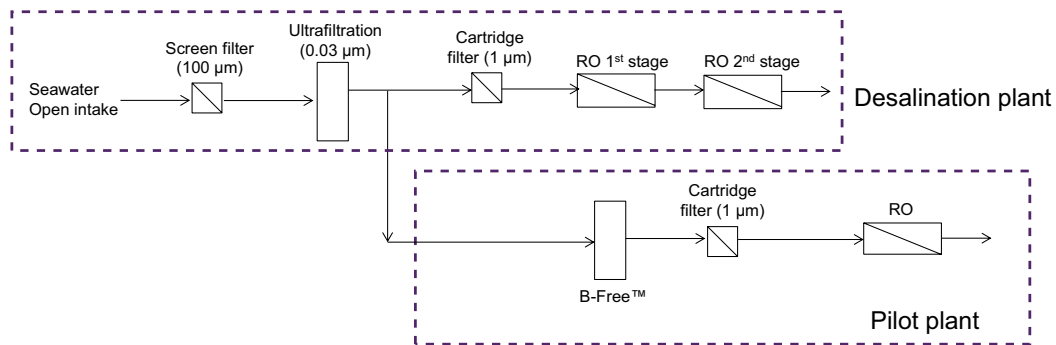 Ultrafiltration
(0.03 µm)
Screen filter
(100 µm)
Cartridge
filter (1 µm)
RO 1st stage
RO 2nd stage
Seawater
Open intake
Desalination plant
Cartridge
filter (1 µm)
RO
B-Free™
Pilot plant